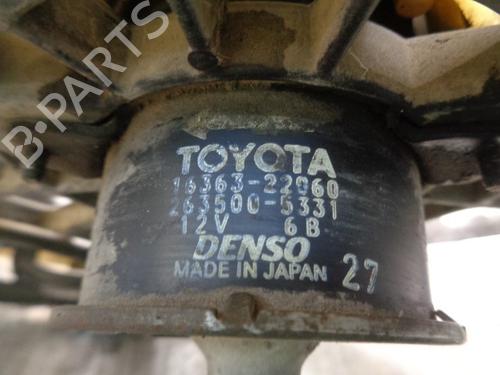 B-PARTS
TOYOTA
16363-22060
263500-5331
12V 6B
DENSO
MADE IN JAPAN 27